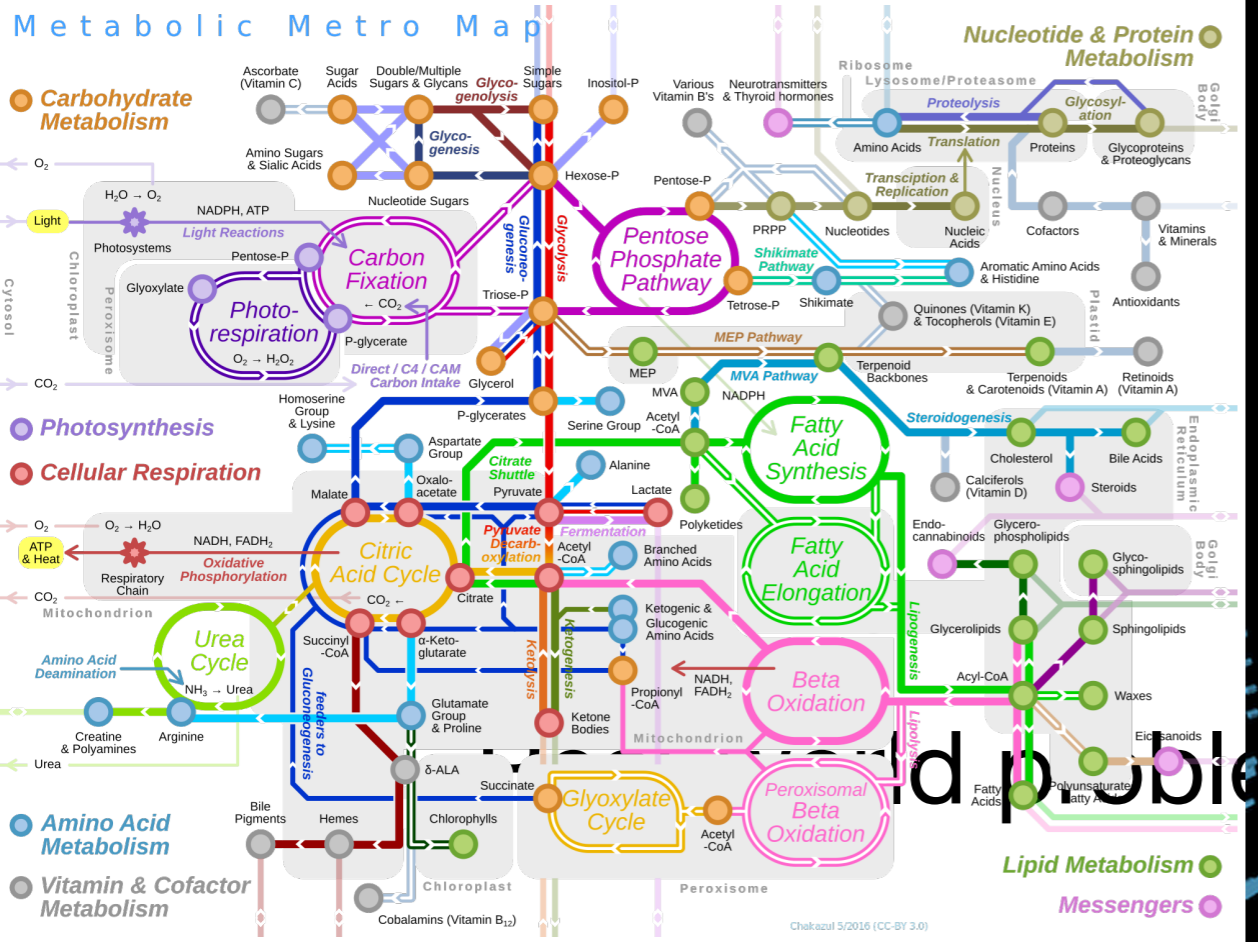 Metabolic Metro Map
Nucleotide & Protein
Metabolism
Carbohydrate
Metabolism
Ascorbate
(Vitamin C)
Sugar
Acids
Double/Multiple
Sugars & Glycans
Glyco-
genolysis
Simple
Sugars
Inositol-P
Various
Vitamin B's
Neurotransmitters
& Thyroid hormones
Ribosome
Lysosome/Proteasome
Proteolysis
Glycosyl-
ation
Golgi
Body
Amino Acids
Translation
Proteins
Glycoproteins
& Proteoglycans
Glyco-
genesis
Amino Sugars
& Sialic Acids
Nucleotide Sugars
Hexose-P
Pentose-P
Transciption &
Replication
Nucleus
PRPP
Nucleotides
Nucleic
Acids
Cofactors
Vitamins
& Minerals
Antioxidants
O₂
H₂O → O₂
Light
NADPH, ATP
Light Reactions
Photosystems
Pentose-P
Carbon
Fixation
← CO₂
Glyoxylate
Photo-
respiration
O₂ → H₂O₂
P-glycerate
Chloroplast
Peroxisome
Cytosol
CO₂
Direct / C4 / CAM
Carbon Intake
Gluconeo-
genesis
Glycolysis
Triose-P
Glycerol
Pentose
Phosphate
Pathway
Tetrose-P
Shikimate
Pathway
Shikimate
Aromatic Amino Acids
& Histidine
Quinones (Vitamin K)
& Tocopherols (Vitamin E)
Plastid
MEP Pathway
MEP
MVA Pathway
Terpenoid
Backbones
Terpenoids
& Carotenoids (Vitamin A)
Retinoids
(Vitamin A)
Photosynthesis
Cellular Respiration
Homoserine
Group
& Lysine
Aspartate
Group
P-glycerates
Serine Group
MVA
NADPH
Acetyl
-CoA
Fatty
Acid
Synthesis
Steroidogenesis
Cholesterol
Bile Acids
Endoplasmic
Reticulum
Calciferols
(Vitamin D)
Steroids
Citrate
Shuttle
Alanine
Malate
Oxalo-
acetate
Pyruvate
Lactate
Polyketides
Fermentation
Pyruvate
Decarb-
oxylation
Acetyl
-CoA
Branched
Amino Acids
Fatty
Acid
Elongation
Endo-
cannabinoids
Glycero-
phospholipids
Glyco-
sphingolipids
Golgi
Body
O₂
O₂ → H₂O
ATP
& Heat
NADH, FADH₂
Oxidative
Phosphorylation
Respiratory
Chain
CO₂
Mitochondrion
Citric
Acid Cycle
CO₂ ←
Citrate
Ketogenic &
Glucogenic
Amino Acids
Lipogenesis
Glycerolipids
Sphingolipids
Urea
Cycle
Amino Acid
Deamination
NH₃ → Urea
Succinyl
-CoA
α-Keto-
glutarate
Ketolysis
Ketogenesis
Propionyl
-CoA
NADH,
FADH₂
Beta
Oxidation
Acyl-CoA
Waxes
Creatine
& Polyamines
Arginine
feeders to
Gluconeogenesis
Glutamate
Group
& Proline
Ketone
Bodies
Mitochondrion
Lipolysis
Urea
δ-ALA
Succinate
Glyoxylate
Cycle
Acetyl
-CoA
Peroxisomal
Beta
Oxidation
Fatty
Acids
Polyunsaturated
Fatty Acids
Amino Acid
Metabolism
Bile
Pigments
Hemes
Chlorophylls
Chloroplast
Peroxisome
Vitamin & Cofactor
Metabolism
Cobalamins (Vitamin B₁₂)
Lipid Metabolism
Messengers
Chakazul 5/2016 (CC-BY 3.0)